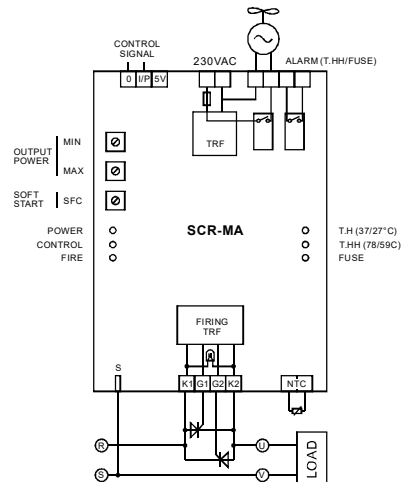 CONTROL
SIGNAL
230VAC
ALARM (T.HH/FUSE)
0 I/P 5V
TRF
OUTPUT
POWER
MIN
MAX
SOFT
START
SFC
POWER
CONTROL
FIRE
SCR-MA
T.H (37/27°C)
T.HH (78/59C)
FUSE
FIRING
TRF
S
K1 G1 G2 K2
NTC
R
U
S
V
LOAD